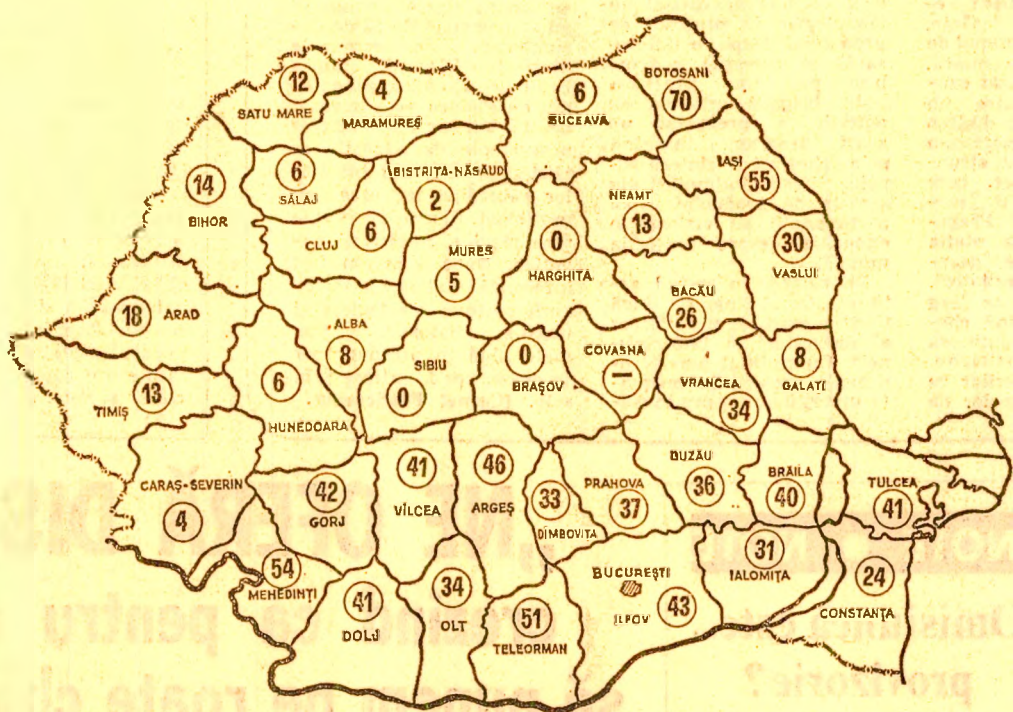 12
SATU MARE
4
MARAMUREȘ
6
SUCEAVA
BOTOȘANI
70
14
BIHOR
6
SĂLAJ
BISTRIȚA-NĂSĂUD
2
CLUJ
6
MUREȘ
5
0
HARGHITA
NEAMȚ
13
IAȘI
55
30
VASLUI
BACĂU
26
18
ARAD
ALBA
8
SIBIU
0
0
BRAȘOV
COVASNA
—
VRANCEA
34
8
GALAȚI
TIMIȘ
13
6
HUNEDOARA
CARAȘ-SEVERIN
4
42
GORJ
41
VÎLCEA
46
ARGEȘ
33
DÎMBOVIȚA
PRAHOVA
37
BUZĂU
36
BRĂILA
40
TULCEA
41
54
MEHEDINȚI
41
DOLJ
34
OLT
51
TELEORMAN
BUCUREȘTI
ILFOV
43
31
IALOMIȚA
24
CONSTANȚA